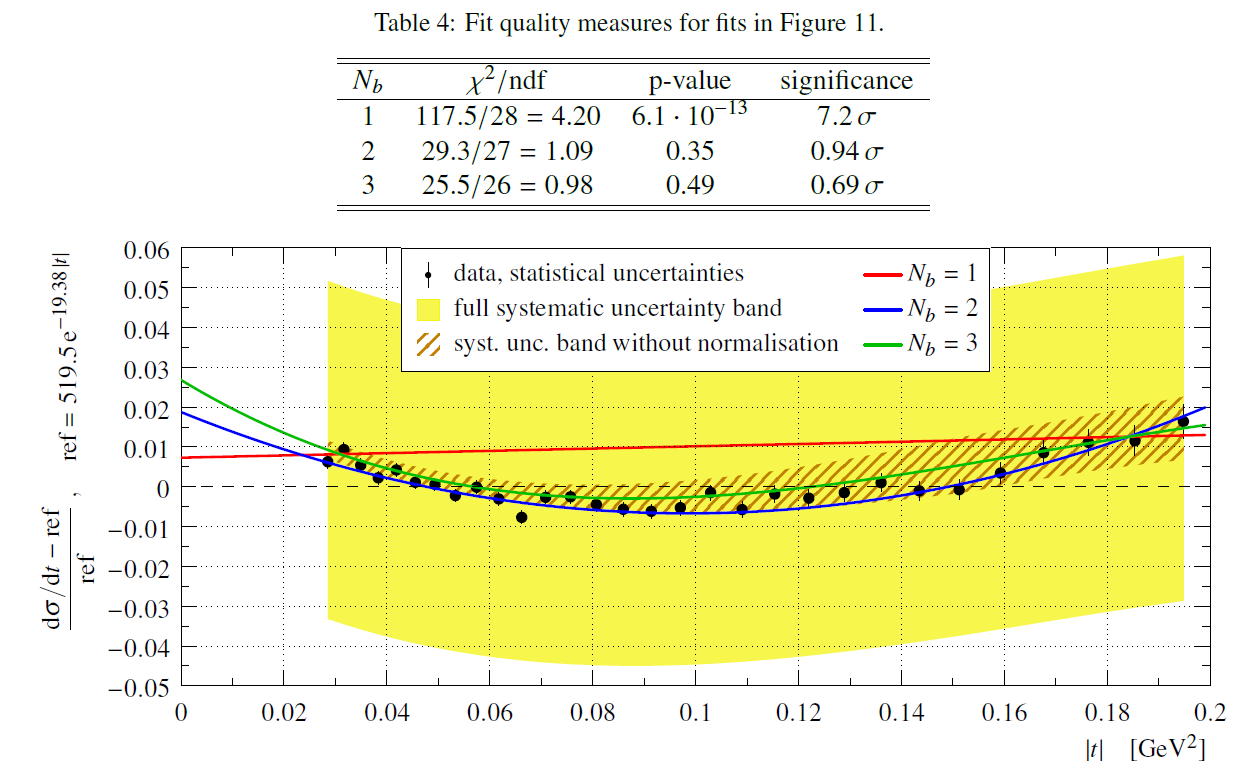 Table 4: Fit quality measures for fits in Figure 11.
N_b χ²/ndf p-value significance
1 117.5/28 = 4.20 6.1 · 10⁻¹³ 7.2 σ
2 29.3/27 = 1.09 0.35 0.94 σ
3 25.5/26 = 0.98 0.49 0.69 σ
dσ/dt − ref
ref
, ref = 519.5 e^{−19.38 |t|}
0.06
0.05
0.04
0.03
0.02
0.01
0
−0.01
−0.02
−0.03
−0.04
−0.05
data, statistical uncertainties
full systematic uncertainty band
syst. unc. band without normalisation
N_b = 1
N_b = 2
N_b = 3
0 0.02 0.04 0.06 0.08 0.1 0.12 0.14 0.16 0.18 0.2
|t| [GeV²]